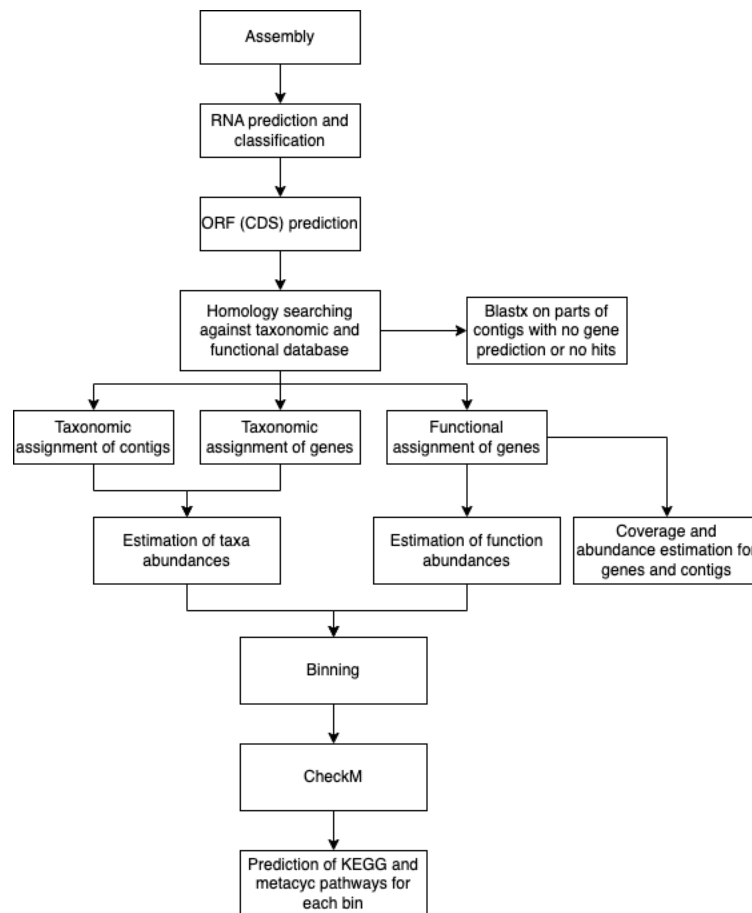 Assembly
RNA prediction and
classification
ORF (CDS) prediction
Homology searching
against taxonomic and
functional database
Blastx on parts of
contigs with no gene
prediction or no hits
Taxonomic
assignment of contigs
Taxonomic
assignment of genes
Functional
assignment of genes
Estimation of taxa
abundances
Estimation of function
abundances
Coverage and
abundance estimation for
genes and contigs
Binning
CheckM
Prediction of KEGG and
metacyc pathways for
each bin